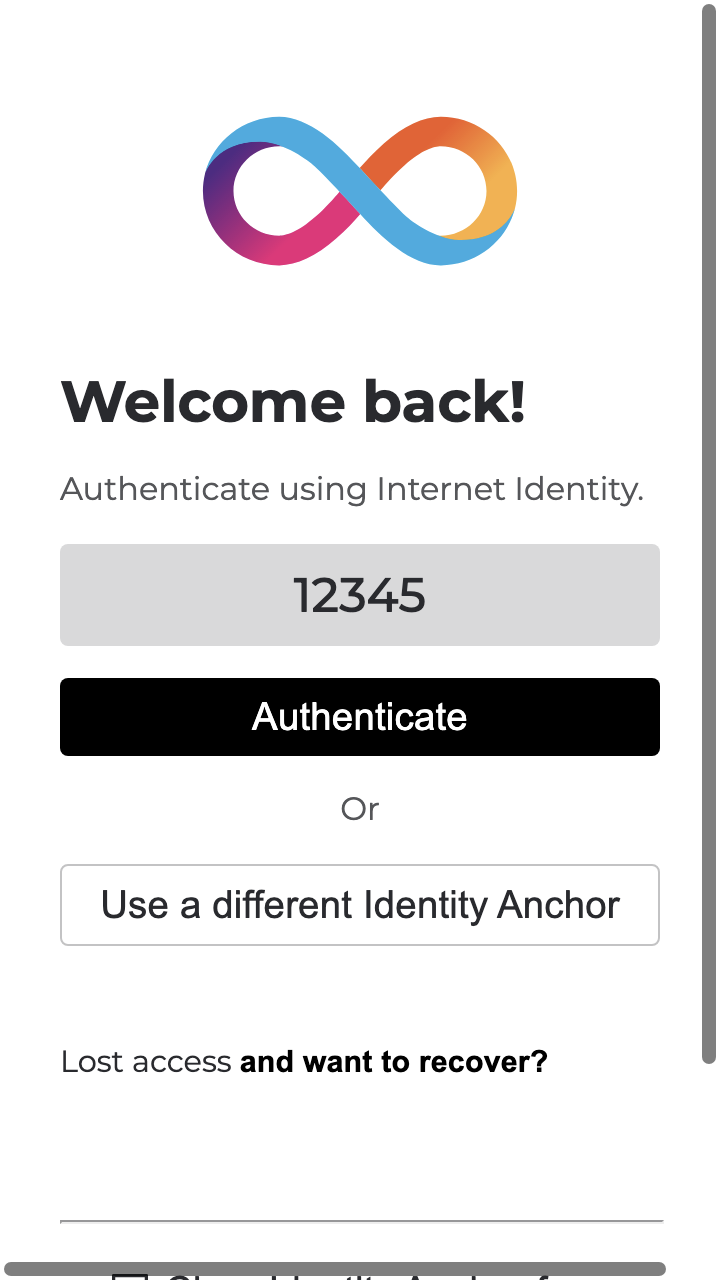 Welcome back!
Authenticate using Internet Identity.
12345
Authenticate
Or
Use a different Identity Anchor
Lost access and want to recover?